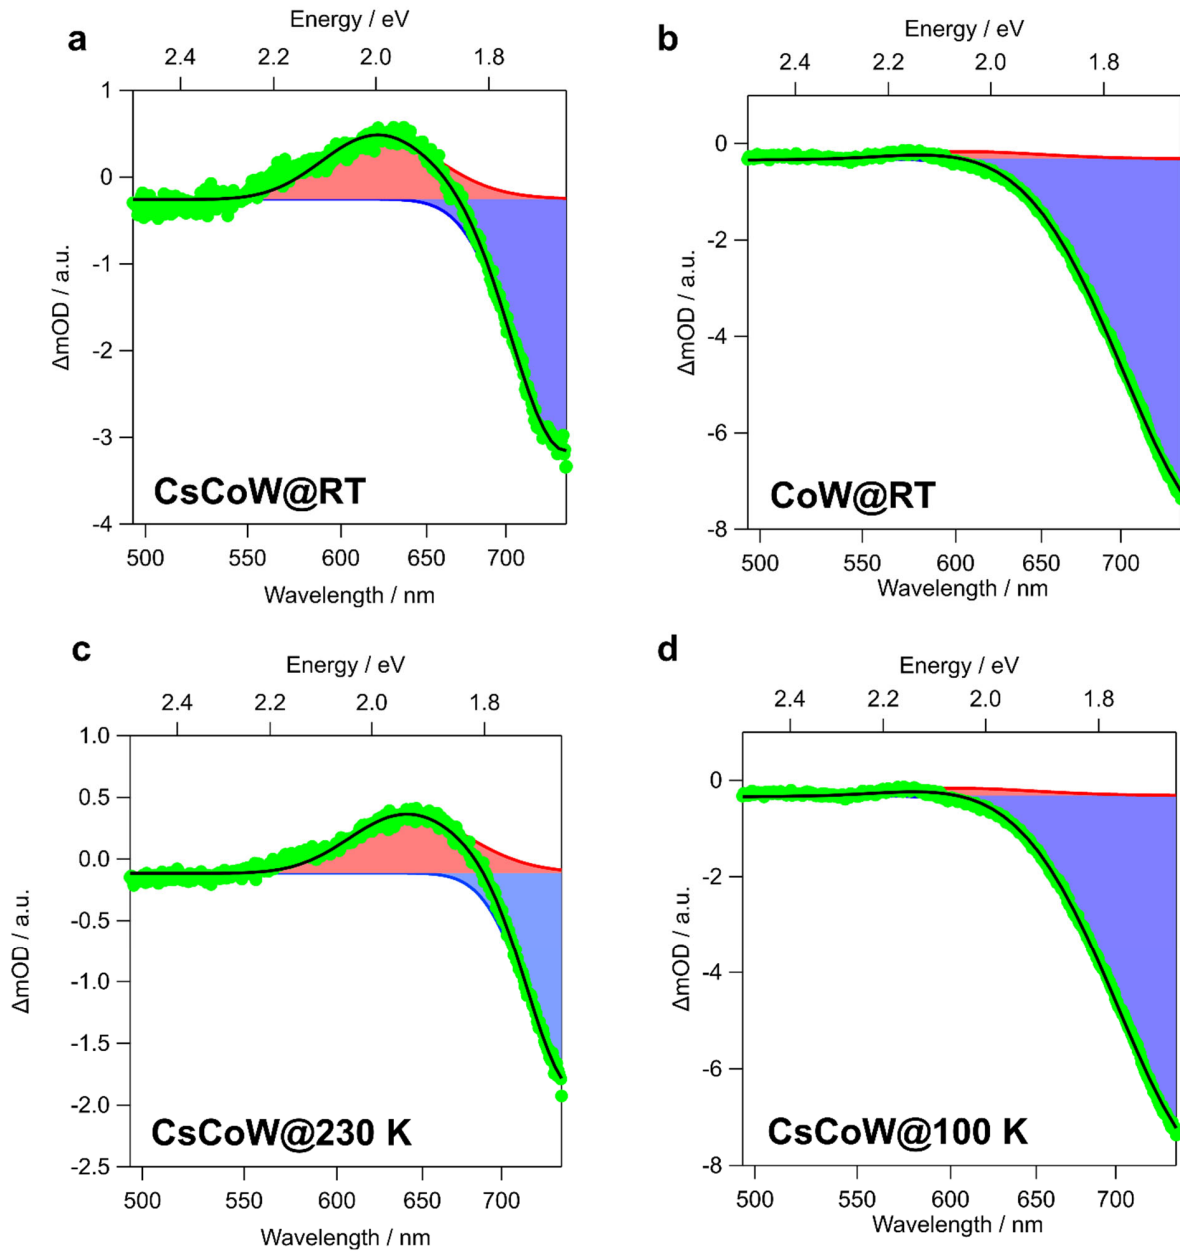 a
Energy / eV
2.4 2.2 2.0 1.8
1
0
-1
-2
-3
-4
ΔmOD / a.u.
CsCoW@RT
500 550 600 650 700
Wavelength / nm
b
Energy / eV
2.4 2.2 2.0 1.8
0
-2
-4
-6
-8
ΔmOD / a.u.
CoW@RT
500 550 600 650 700
Wavelength / nm
c
Energy / eV
2.4 2.2 2.0 1.8
1.0
0.5
0.0
-0.5
-1.0
-1.5
-2.0
-2.5
ΔmOD / a.u.
CsCoW@230 K
500 550 600 650 700
Wavelength / nm
d
Energy / eV
2.4 2.2 2.0 1.8
0
-2
-4
-6
-8
ΔmOD / a.u.
CsCoW@100 K
500 550 600 650 700
Wavelength / nm